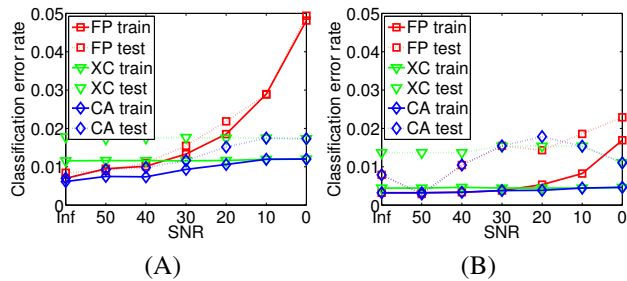 Classification error rate
0.05
0.04
0.03
0.02
0.01
0
FP train
FP test
XC train
XC test
CA train
CA test
Inf 50 40 30 20 10 0
SNR
(A)
Classification error rate
0.05
0.04
0.03
0.02
0.01
0
FP train
FP test
XC train
XC test
CA train
CA test
Inf 50 40 30 20 10 0
SNR
(B)